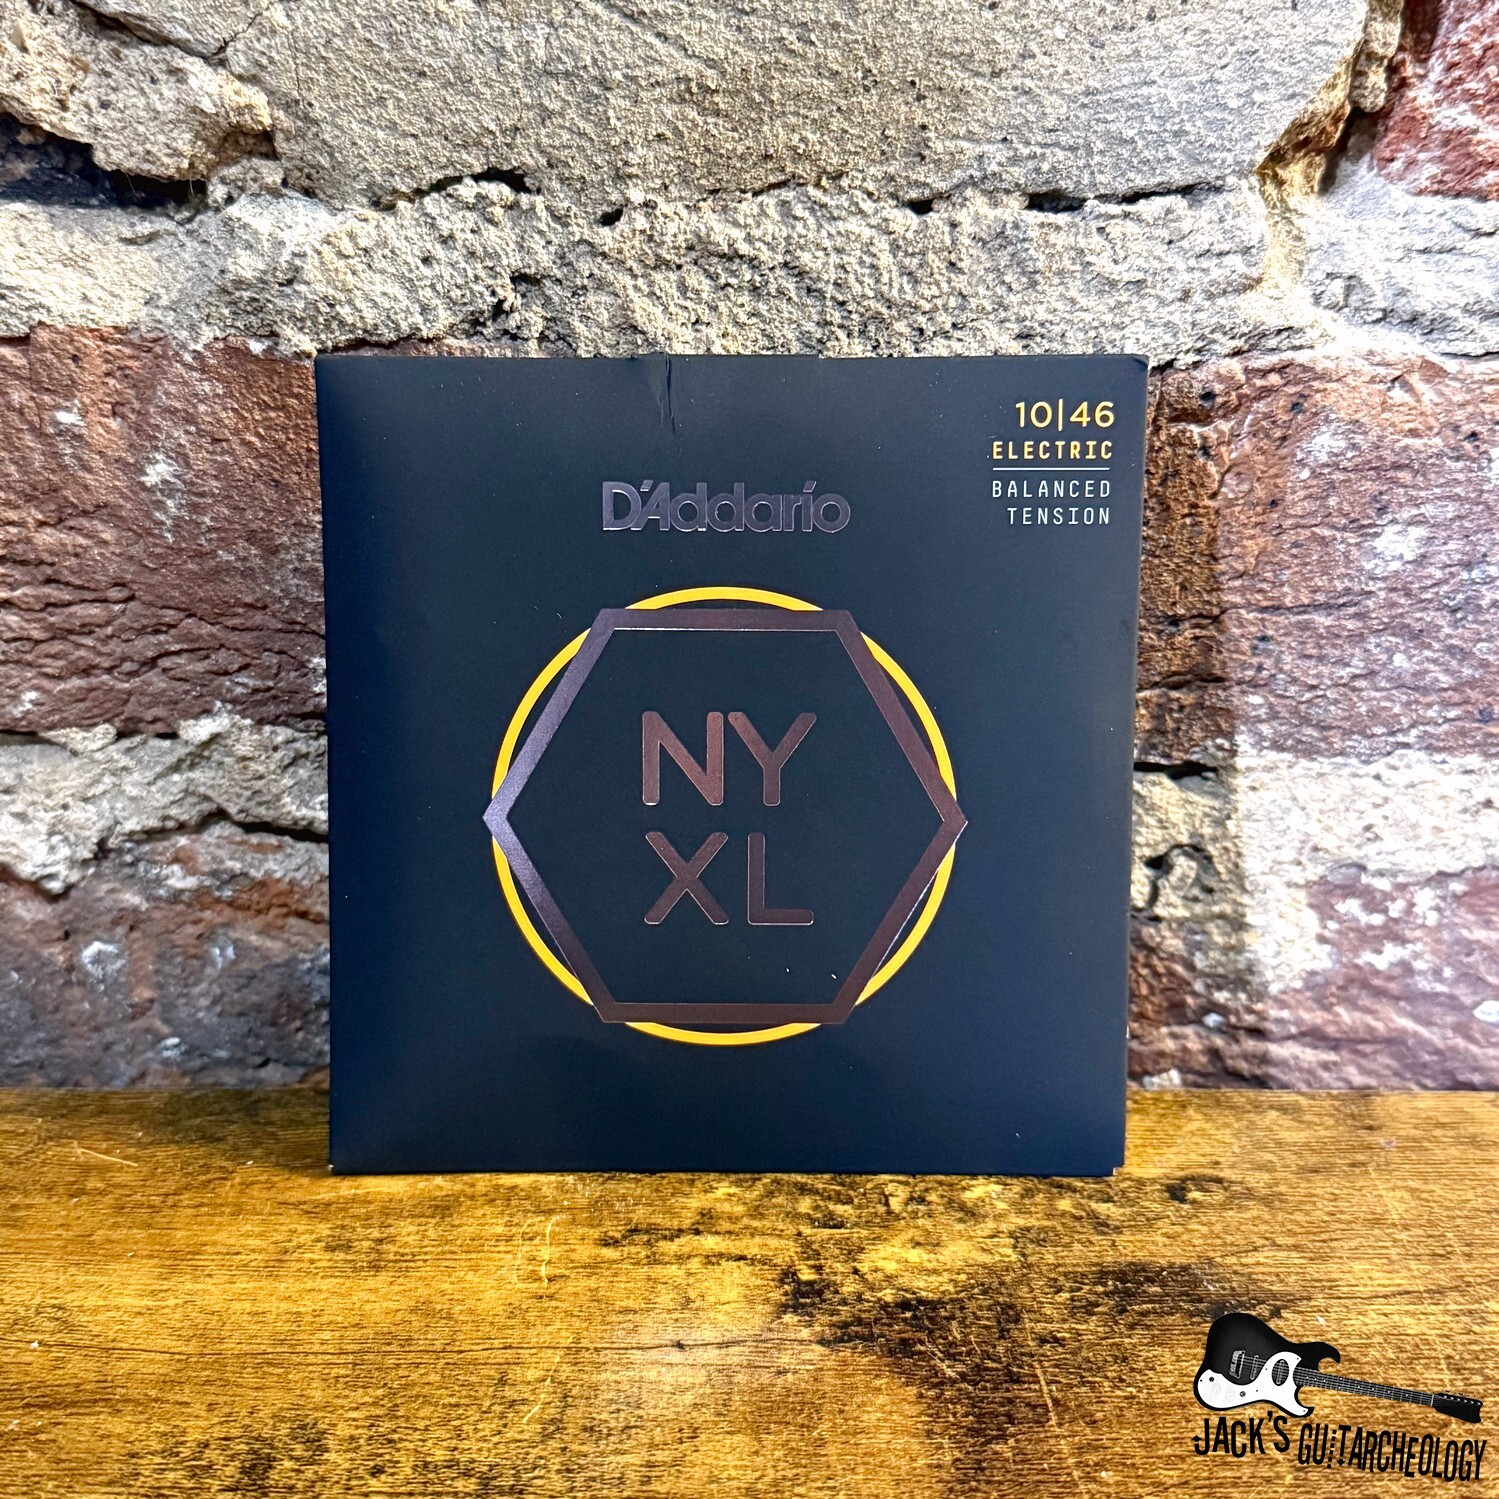 10|46
ELECTRIC
BALANCED
TENSION
D'Addario
NY
XL
JACK'S GUITARCHEOLOGY